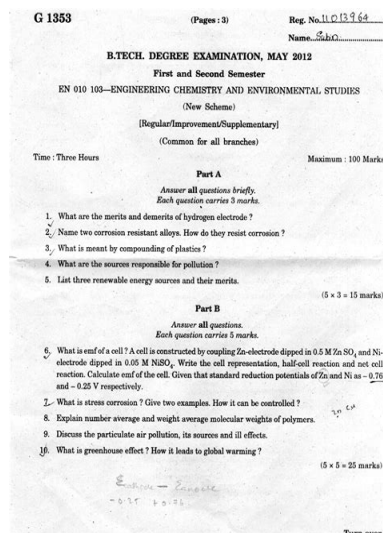 G 1353
(Pages : 3)
Reg. No. 11013964
Name
B.TECH. DEGREE EXAMINATION, MAY 2012
First and Second Semester
EN 010 103—ENGINEERING CHEMISTRY AND ENVIRONMENTAL STUDIES
(New Scheme)
[Regular/Improvement/Supplementary]
(Common for all branches)
Time : Three Hours
Maximum : 100 Marks
Part A
Answer all questions briefly.
Each question carries 3 marks.
1. What are the merits and demerits of hydrogen electrode ?
2. Name two corrosion resistant alloys. How do they resist corrosion ?
3. What is meant by compounding of plastics ?
4. What are the sources responsible for pollution ?
5. List three renewable energy sources and their merits.
(5 × 3 = 15 marks)
Part B
Answer all questions.
Each question carries 5 marks.
6. What is emf of a cell ? A cell is constructed by coupling Zn-electrode dipped in 0.5 M Zn SO4 and Ni-
electrode dipped in 0.05 M NiSO4. Write the cell representation, half-cell reaction and net cell
reaction. Calculate emf of the cell. Given that standard reduction potentials of Zn and Ni as – 0.76
and – 0.25 V respectively.
7. What is stress corrosion ? Give two examples. How it can be controlled ?
8. Explain number average and weight average molecular weights of polymers.
9. Discuss the particulate air pollution, its sources and ill effects.
10. What is greenhouse effect ? How it leads to global warming ?
(5 × 5 = 25 marks)